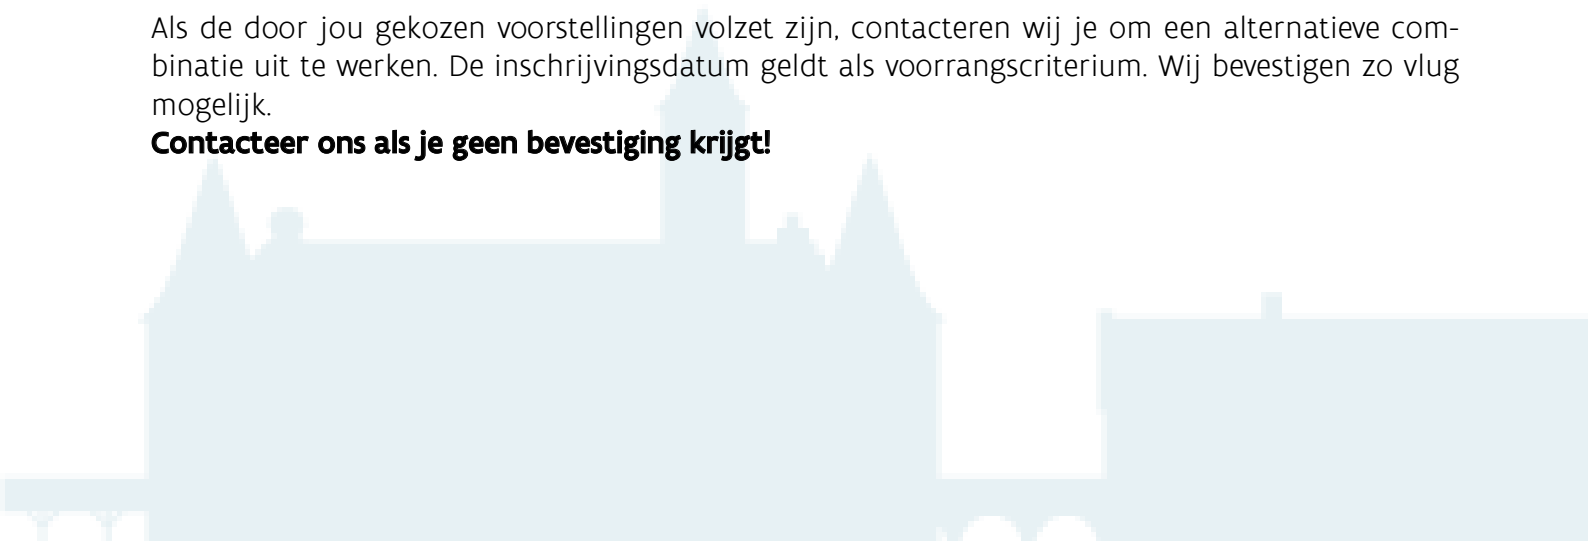 Als de door jou gekozen voorstellingen volzet zijn, contacteren wij je om een alternatieve com-
binatie uit te werken. De inschrijvingsdatum geldt als voorrangscriterium. Wij bevestigen zo vlug
mogelijk.
Contacteer ons als je geen bevestiging krijgt!